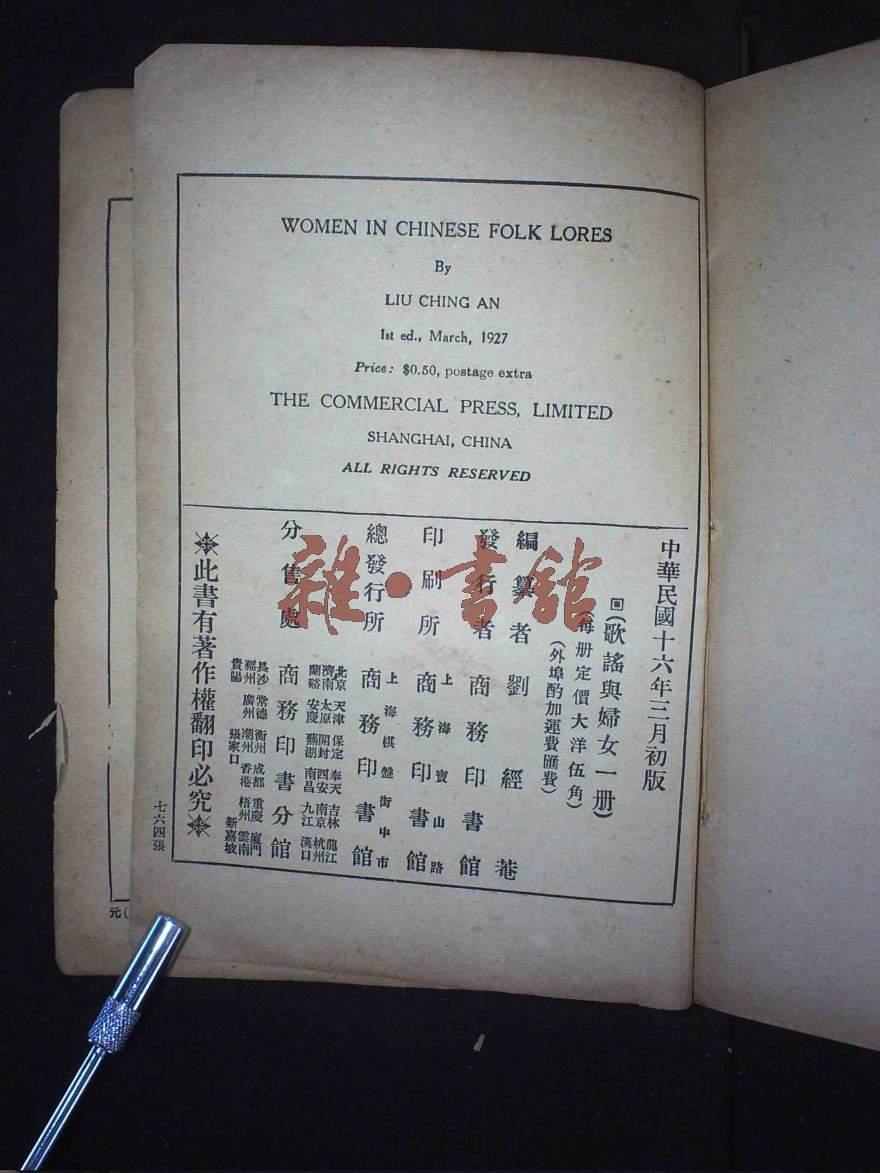 WOMEN IN CHINESE FOLK LORES
By
LIU CHING AN
1st ed., March, 1927
Price: $0.50, postage extra
THE COMMERCIAL PRESS, LIMITED
SHANGHAI, CHINA
ALL RIGHTS RESERVED
中華民國十六年三月初版
回(歌謠與婦女一册)
(每册定價大洋伍角)
(外埠酌加運費匯費)
編纂者 劉經菴
發行者 商務印書館
印刷所 上海寶山路 商務印書館
總發行所 上海棋盤街中市 商務印書館
分售處 商務印書分館
北京 天津 保定 奉天 吉林 龍江
濟南 太原 開封 西安 南京 杭州
蘭谿 安慶 蕪湖 南昌 九江 漢口
長沙 常德 衡州 成都 重慶 廈門
福州 廣州 潮州 香港 梧州 雲南
貴陽 張家口 新嘉坡
此書有著作權翻印必究
七六四張
元(
雜·書館